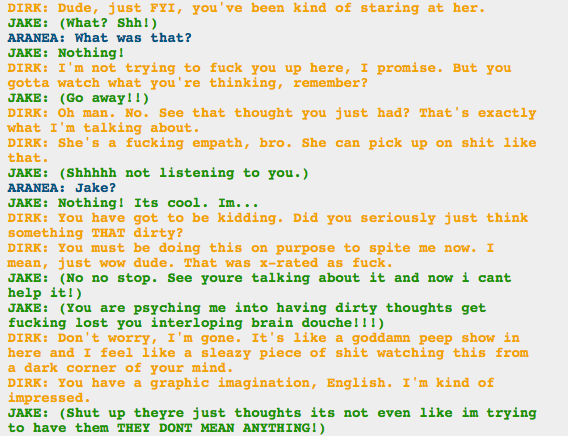 DIRK: Dude, just FYI, you've been kind of staring at her.
JAKE: (What? Shh!)
ARANEA: What was that?
JAKE: Nothing!
DIRK: I'm not trying to fuck you up here, I promise. But you
gotta watch what you're thinking, remember?
JAKE: (Go away!!)
DIRK: Oh man. No. See that thought you just had? That's exactly
what I'm talking about.
DIRK: She's a fucking empath, bro. She can pick up on shit like
that.
JAKE: (Shhhhh not listening to you.)
ARANEA: Jake?
JAKE: Nothing! Its cool. Im...
DIRK: You have got to be kidding. Did you seriously just think
something THAT dirty?
DIRK: You must be doing this on purpose to spite me now. I
mean, just wow dude. That was x-rated as fuck.
JAKE: (No no stop. See youre talking about it and now i cant
help it!)
JAKE: (You are psyching me into having dirty thoughts get
fucking lost you interloping brain douche!!!)
DIRK: Don't worry, I'm gone. It's like a goddamn peep show in
here and I feel like a sleazy piece of shit watching this from
a dark corner of your mind.
DIRK: You have a graphic imagination, English. I'm kind of
impressed.
JAKE: (Shut up theyre just thoughts its not even like im trying
to have them THEY DONT MEAN ANYTHING!)